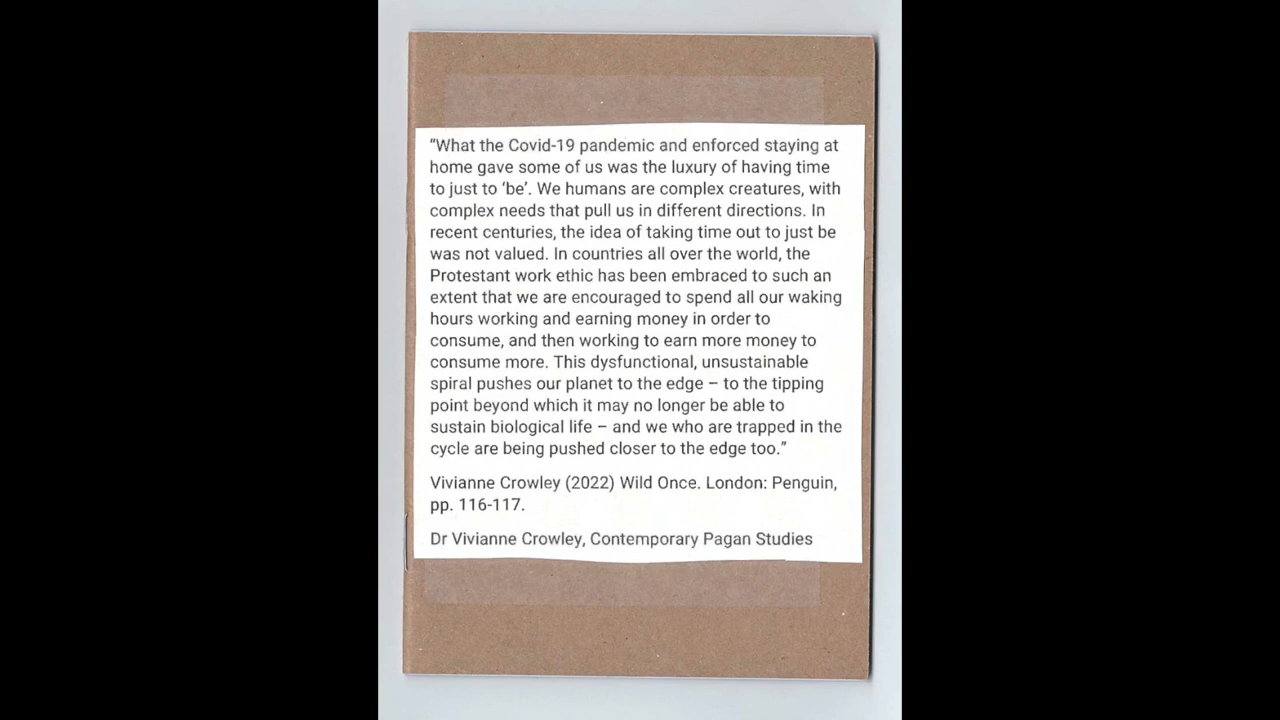 “What the Covid-19 pandemic and enforced staying at
home gave some of us was the luxury of having time
to just to ‘be’. We humans are complex creatures, with
complex needs that pull us in different directions. In
recent centuries, the idea of taking time out to just be
was not valued. In countries all over the world, the
Protestant work ethic has been embraced to such an
extent that we are encouraged to spend all our waking
hours working and earning money in order to
consume, and then working to earn more money to
consume more. This dysfunctional, unsustainable
spiral pushes our planet to the edge – to the tipping
point beyond which it may no longer be able to
sustain biological life – and we who are trapped in the
cycle are being pushed closer to the edge too.”
Vivianne Crowley (2022) Wild Once. London: Penguin,
pp. 116-117.
Dr Vivianne Crowley, Contemporary Pagan Studies